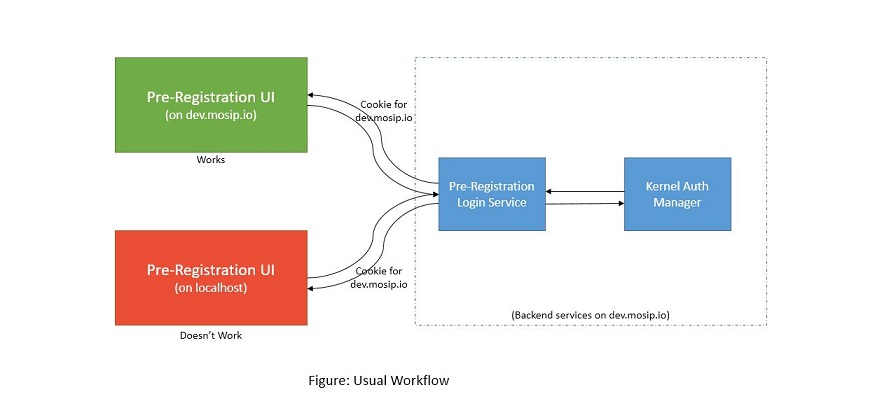 Pre-Registration UI
(on dev.mosip.io)
Works
Cookie for
dev.mosip.io
Pre-Registration
Login Service
Kernel Auth
Manager
Pre-Registration UI
(on localhost)
Doesn't Work
Cookie for
dev.mosip.io
(Backend services on dev.mosip.io)
Figure: Usual Workflow